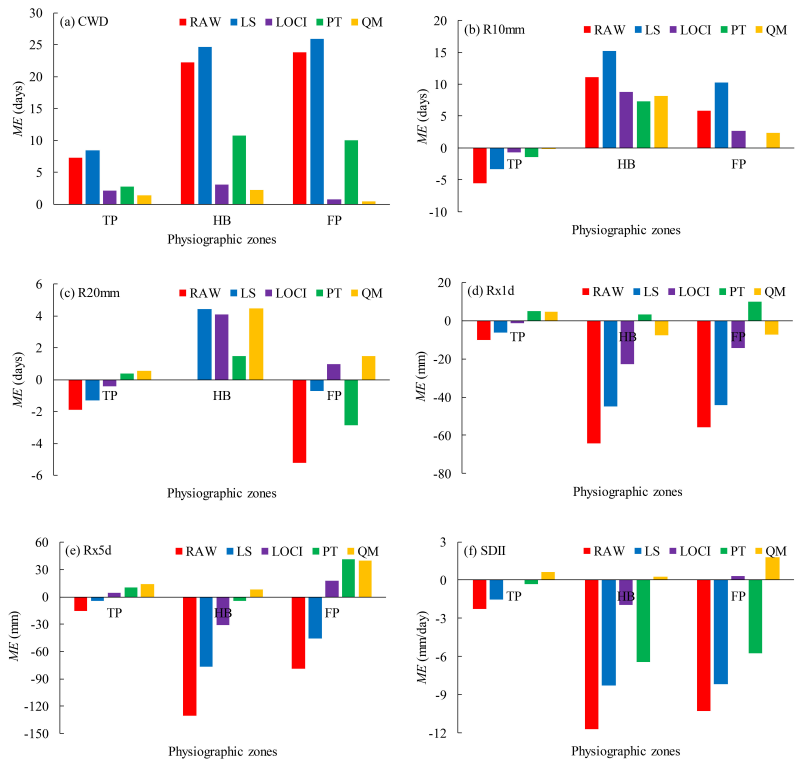 (a) CWD
RAW LS LOCI PT QM
30
25
20
15
10
5
0
ME (days)
TP HB FP
Physiographic zones
(b) R10mm
RAW LS LOCI PT QM
20
15
10
5
0
-5
-10
ME (days)
TP HB FP
Physiographic zones
(c) R20mm
RAW LS LOCI PT QM
6
4
2
0
-2
-4
-6
ME (days)
TP HB FP
Physiographic zones
(d) Rx1d
RAW LS LOCI PT QM
20
0
-20
-40
-60
-80
ME (mm)
TP HB FP
Physiographic zones
(e) Rx5d
RAW LS LOCI PT QM
60
30
0
-30
-60
-90
-120
-150
ME (mm)
TP HB FP
Physiographic zones
(f) SDII
RAW LS LOCI PT QM
3
0
-3
-6
-9
-12
ME (mm/day)
TP HB FP
Physiographic zones